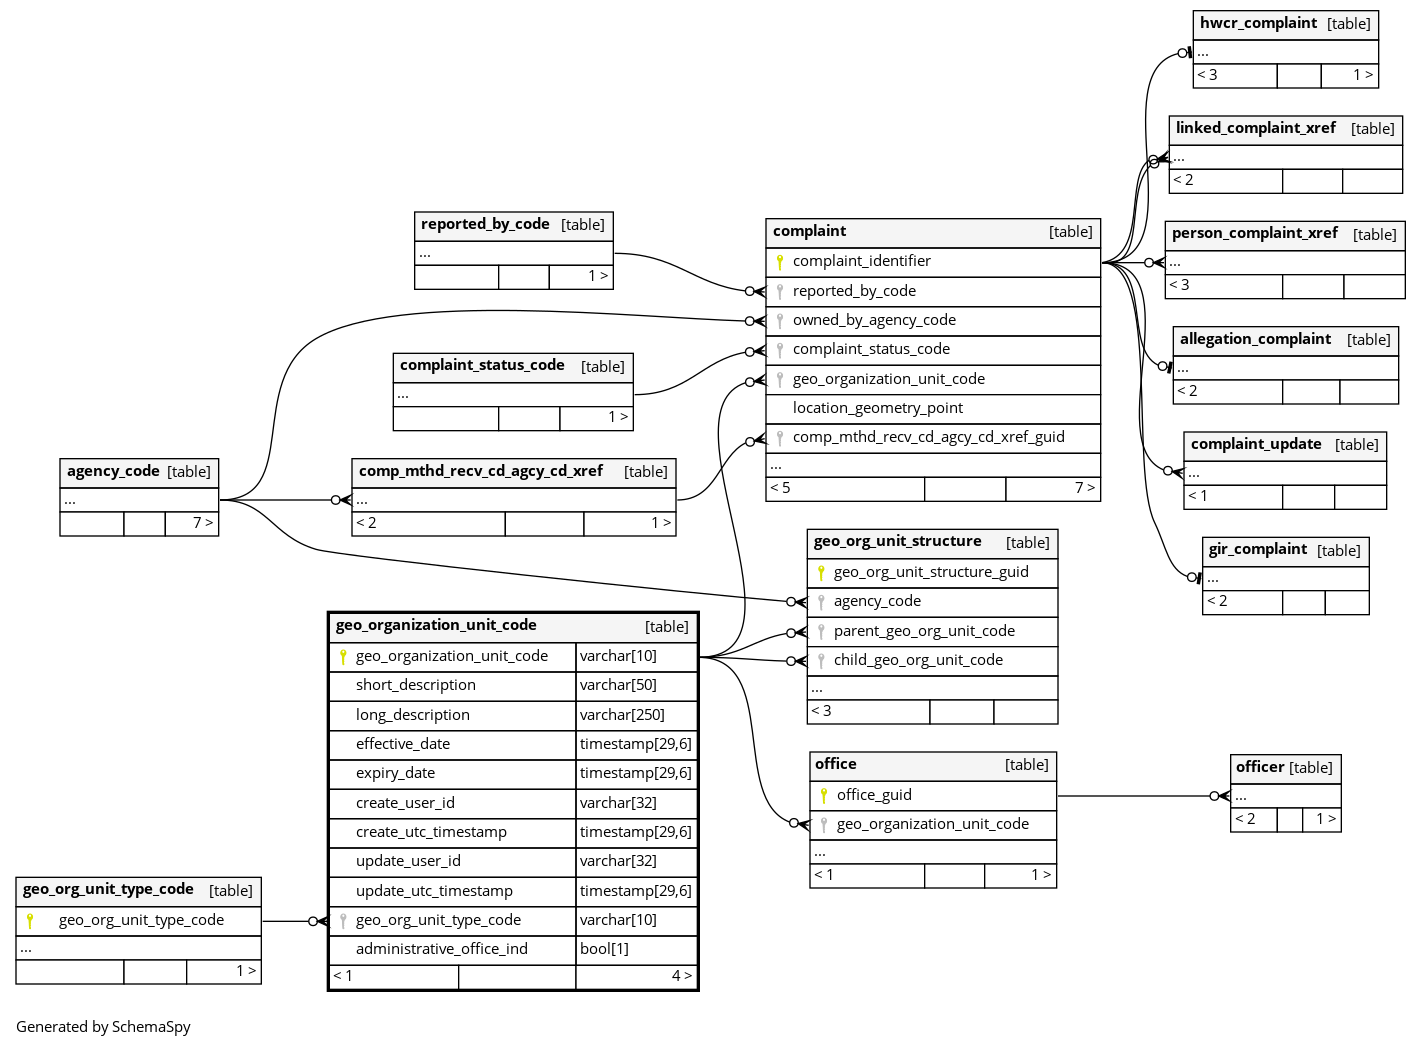 hwcr_complaint [table]
...
< 3 1 >
linked_complaint_xref [table]
...
< 2
person_complaint_xref [table]
...
< 3
allegation_complaint [table]
...
< 2
complaint_update [table]
...
< 1
gir_complaint [table]
...
< 2
reported_by_code [table]
...
1 >
complaint [table]
complaint_identifier
reported_by_code
owned_by_agency_code
complaint_status_code
geo_organization_unit_code
location_geometry_point
comp_mthd_recv_cd_agcy_cd_xref_guid
...
< 5 7 >
complaint_status_code [table]
...
1 >
agency_code [table]
...
7 >
comp_mthd_recv_cd_agcy_cd_xref [table]
...
< 2 1 >
geo_org_unit_structure [table]
geo_org_unit_structure_guid
agency_code
parent_geo_org_unit_code
child_geo_org_unit_code
...
< 3
geo_organization_unit_code [table]
geo_organization_unit_code varchar[10]
short_description varchar[50]
long_description varchar[250]
effective_date timestamp[29,6]
expiry_date timestamp[29,6]
create_user_id varchar[32]
create_utc_timestamp timestamp[29,6]
update_user_id varchar[32]
update_utc_timestamp timestamp[29,6]
geo_org_unit_type_code varchar[10]
administrative_office_ind bool[1]
< 1 4 >
office [table]
office_guid
geo_organization_unit_code
...
< 1 1 >
officer [table]
...
< 2 1 >
geo_org_unit_type_code [table]
geo_org_unit_type_code
...
1 >
Generated by SchemaSpy